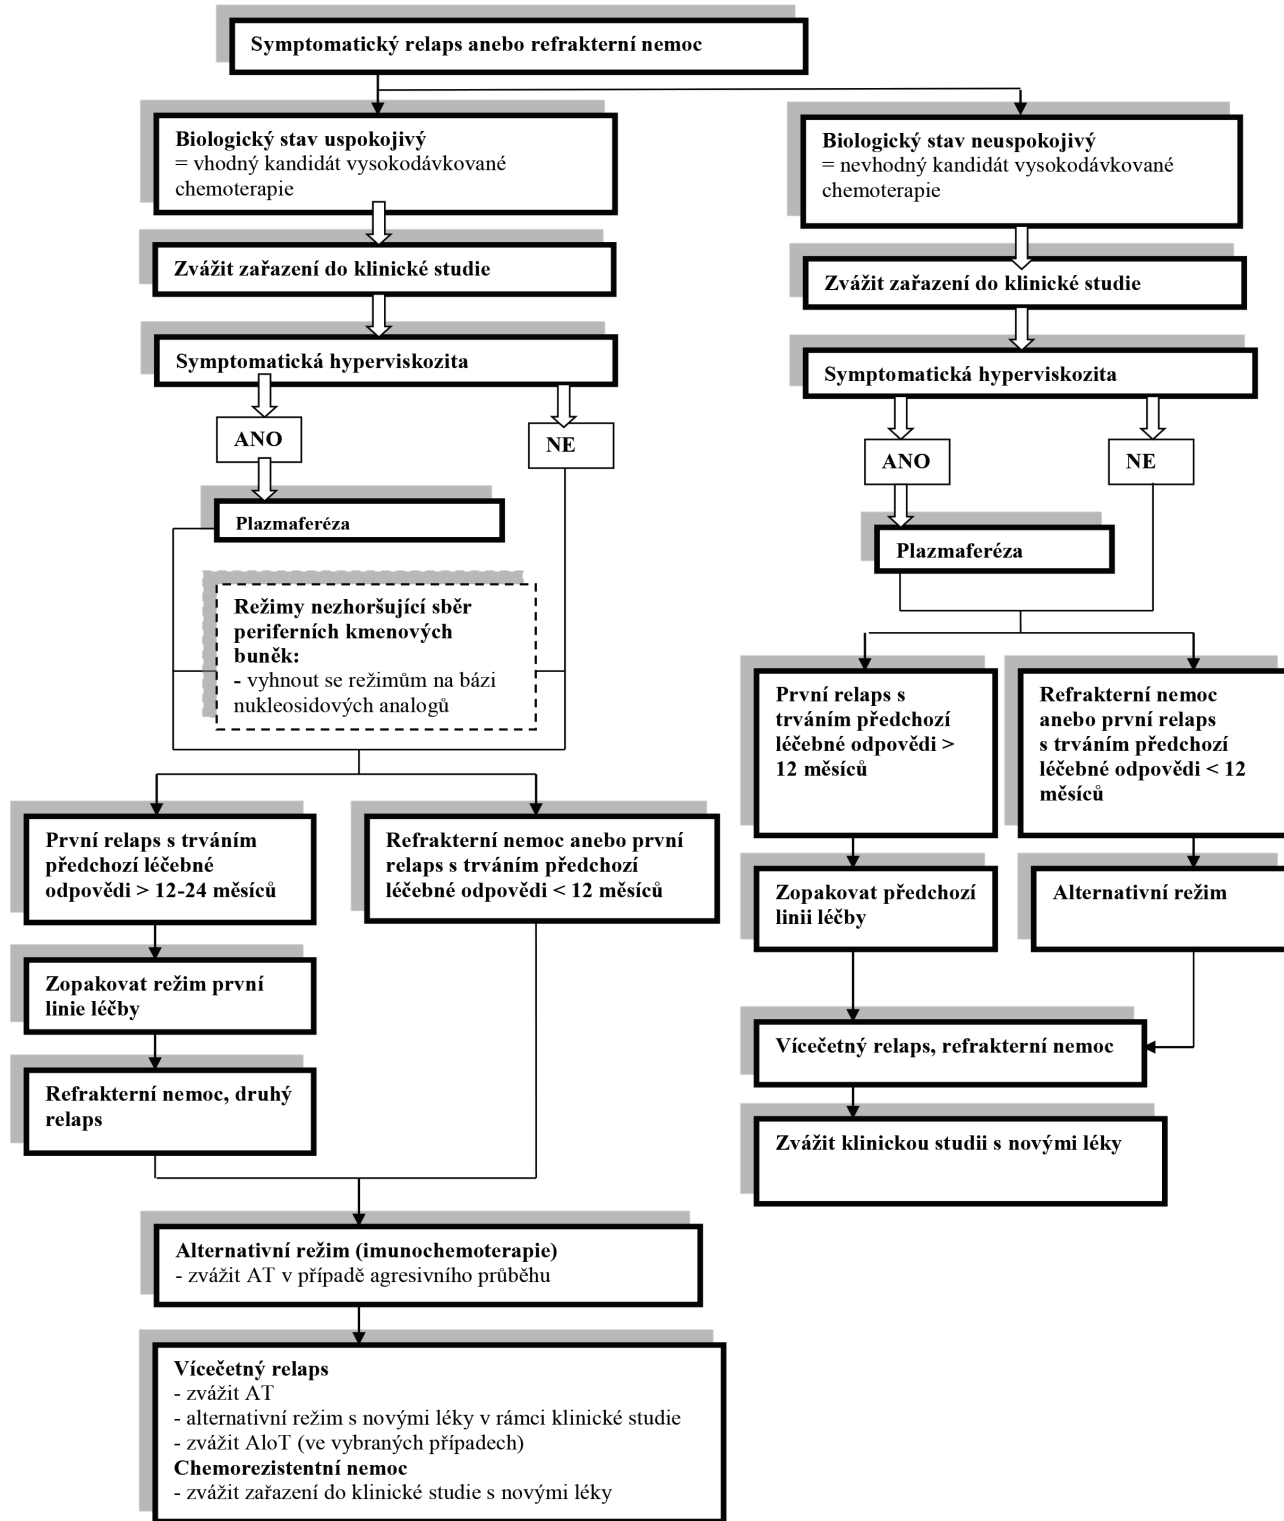 Symptomatický relaps anebo refrakterní nemoc
Biologický stav uspokojivý
= vhodný kandidát vysokodávkované
chemoterapie
Zvážit zařazení do klinické studie
Symptomatická hyperviskozita
ANO
NE
Plazmaferéza
Režimy nezhoršující sběr
periferních kmenových
buněk:
- vyhnout se režimům na bázi
nukleosidových analogů
První relaps s trváním
předchozí léčebné
odpovědi > 12-24 měsíců
Refrakterní nemoc anebo první
relaps s trváním předchozí
léčebné odpovědi < 12 měsíců
Zopakovat režim první
linie léčby
Refrakterní nemoc, druhý
relaps
Alternativní režim (imunochemoterapie)
- zvážit AT v případě agresivního průběhu
Vícečetný relaps
- zvážit AT
- alternativní režim s novými léky v rámci klinické studie
- zvážit AloT (ve vybraných případech)
Chemorezistentní nemoc
- zvážit zařazení do klinické studie s novými léky
Biologický stav neuspokojivý
= nevhodný kandidát vysokodávkované
chemoterapie
Zvážit zařazení do klinické studie
Symptomatická hyperviskozita
ANO
NE
Plazmaferéza
První relaps s
trváním předchozí
léčebné odpovědi >
12 měsíců
Refrakterní nemoc
anebo první relaps
s trváním předchozí
léčebné odpovědi < 12
měsíců
Zopakovat předchozí
linii léčby
Alternativní režim
Vícečetný relaps, refrakterní nemoc
Zvážit klinickou studii s novými léky